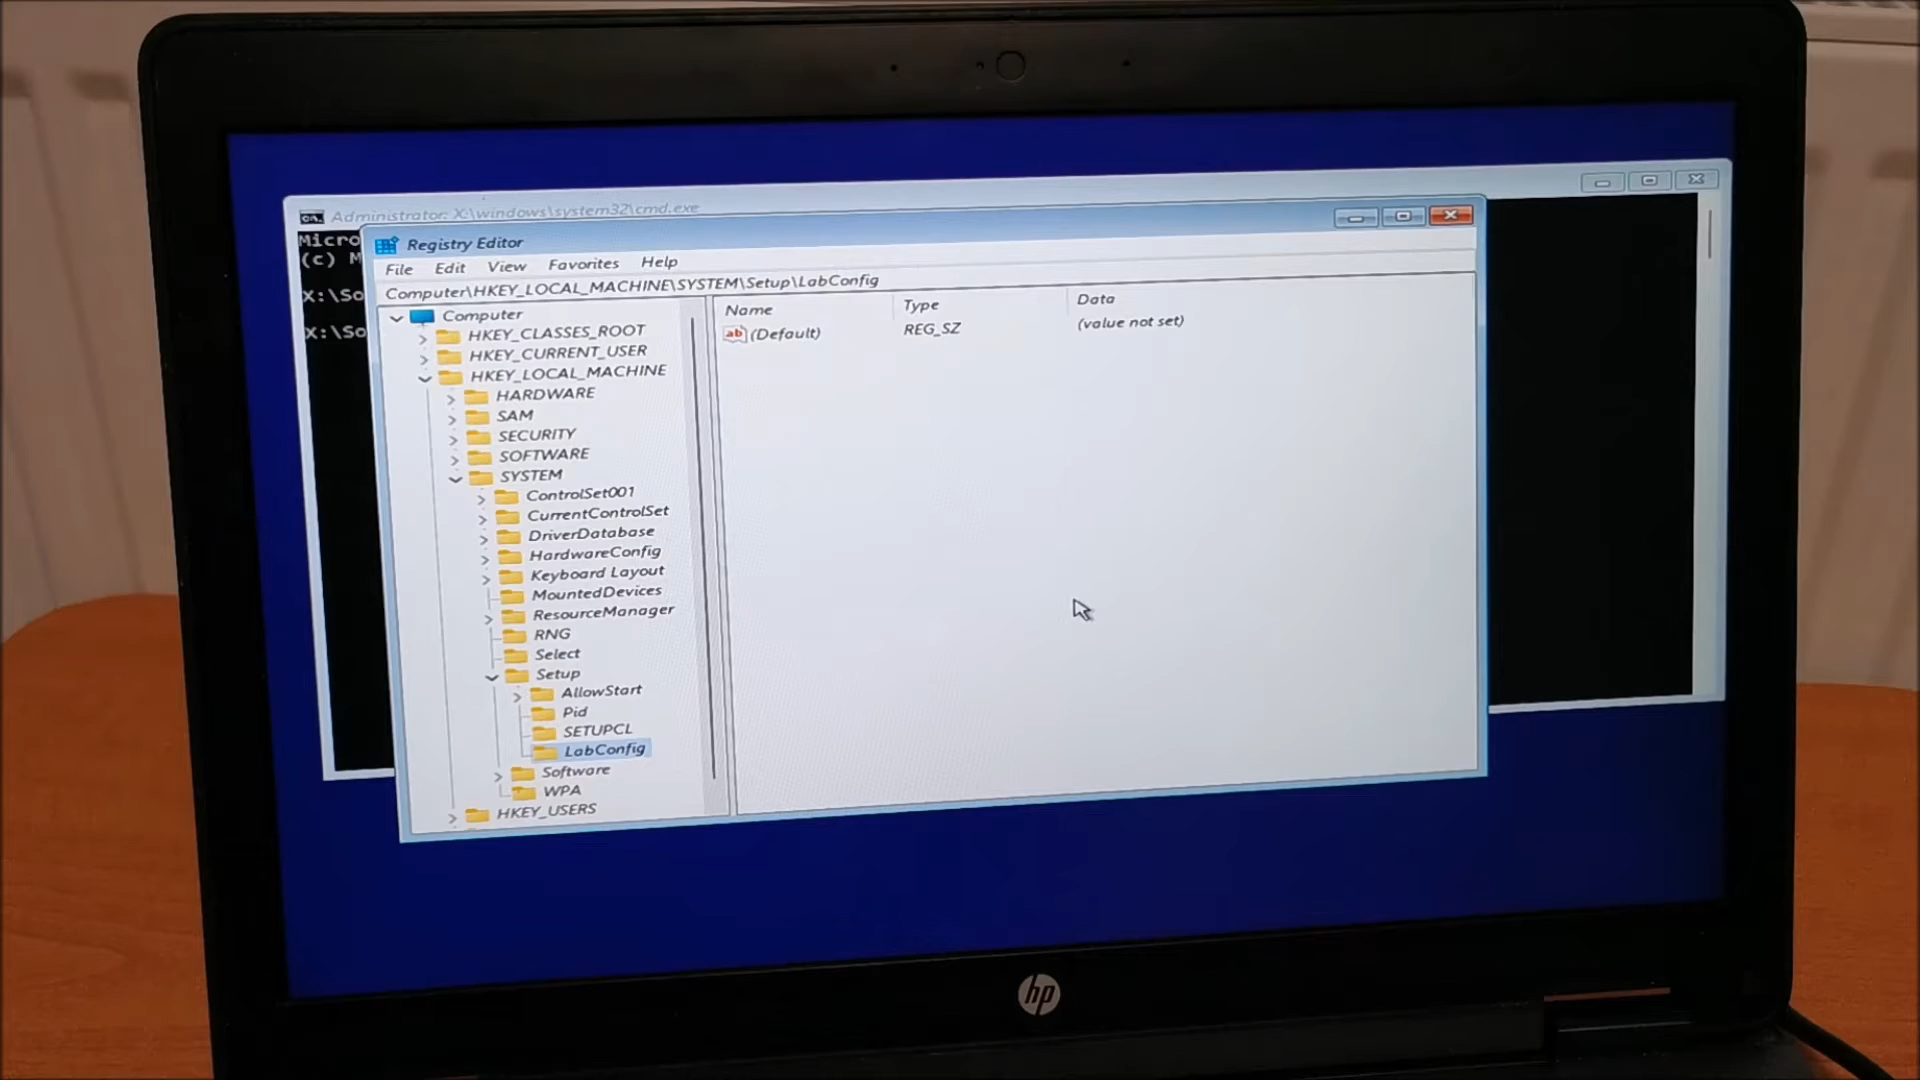 Administrator: X:\windows\system32\cmd.exe
Micro
(c) M
X:\So
X:\So
Registry Editor
File Edit View Favorites Help
Computer\HKEY_LOCAL_MACHINE\SYSTEM\Setup\LabConfig
Computer
HKEY_CLASSES_ROOT
HKEY_CURRENT_USER
HKEY_LOCAL_MACHINE
HARDWARE
SAM
SECURITY
SOFTWARE
SYSTEM
ControlSet001
CurrentControlSet
DriverDatabase
HardwareConfig
Keyboard Layout
MountedDevices
ResourceManager
RNG
Select
Setup
AllowStart
Pid
SETUPCL
LabConfig
Software
WPA
HKEY_USERS
Name Type Data
ab (Default) REG_SZ (value not set)
hp